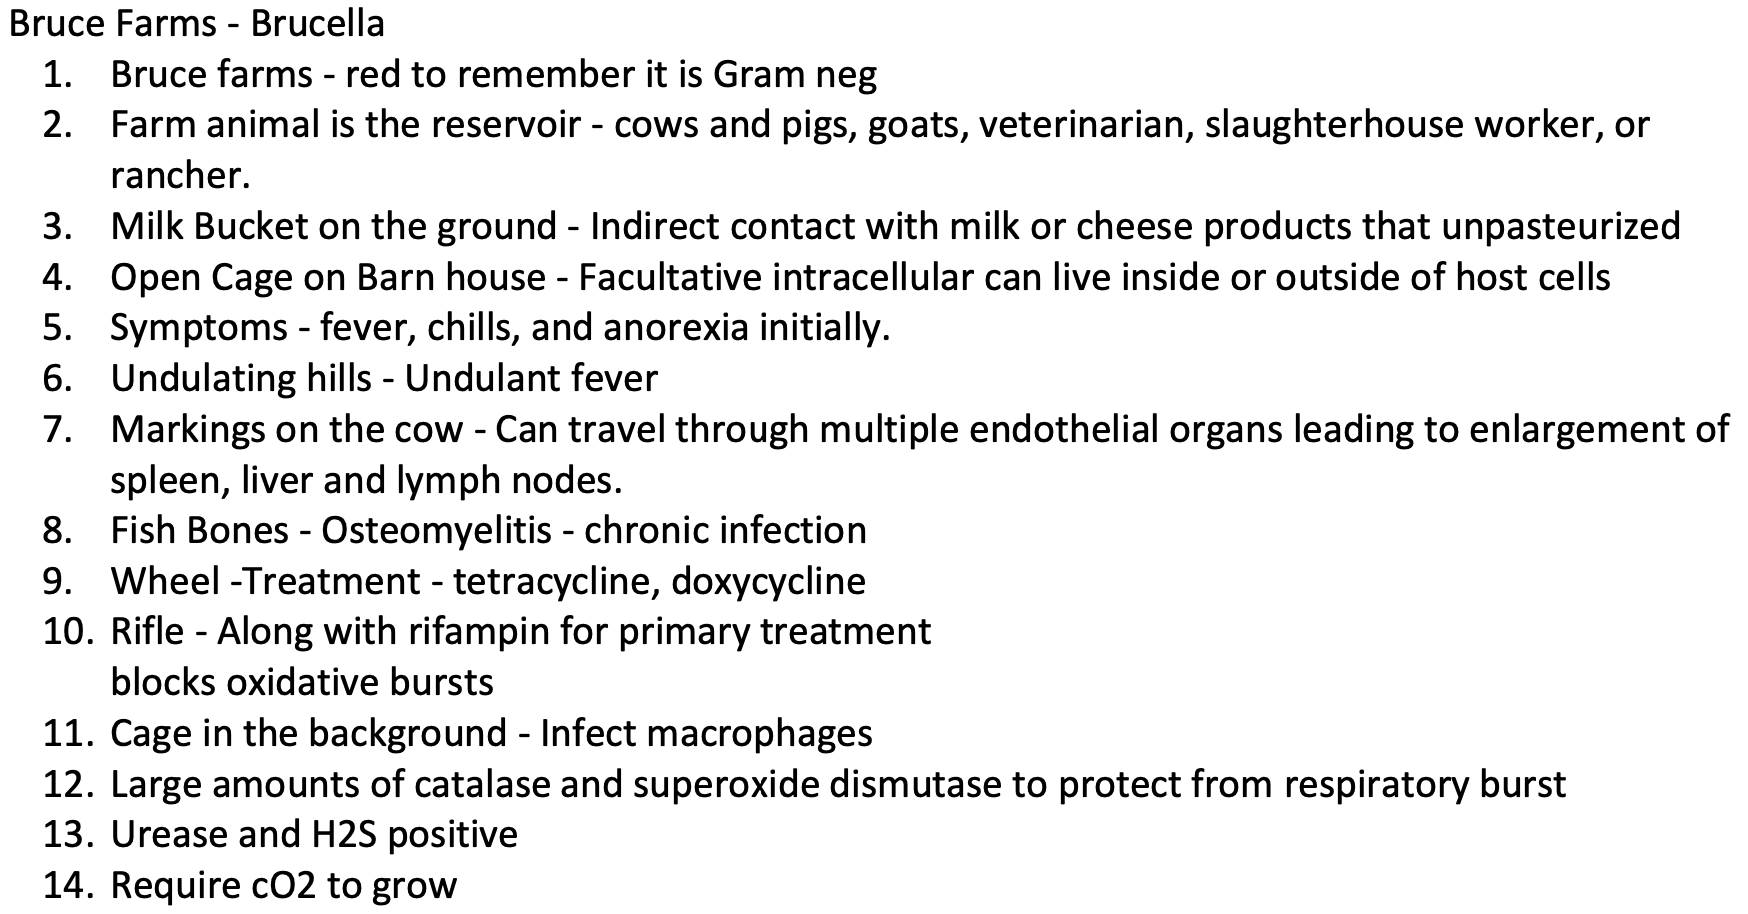 Bruce Farms - Brucella
1. Bruce farms - red to remember it is Gram neg
2. Farm animal is the reservoir - cows and pigs, goats, veterinarian, slaughterhouse worker, or
rancher.
3. Milk Bucket on the ground - Indirect contact with milk or cheese products that unpasteurized
4. Open Cage on Barn house - Facultative intracellular can live inside or outside of host cells
5. Symptoms - fever, chills, and anorexia initially.
6. Undulating hills - Undulant fever
7. Markings on the cow - Can travel through multiple endothelial organs leading to enlargement of
spleen, liver and lymph nodes.
8. Fish Bones - Osteomyelitis - chronic infection
9. Wheel -Treatment - tetracycline, doxycycline
10. Rifle - Along with rifampin for primary treatment
blocks oxidative bursts
11. Cage in the background - Infect macrophages
12. Large amounts of catalase and superoxide dismutase to protect from respiratory burst
13. Urease and H2S positive
14. Require cO2 to grow